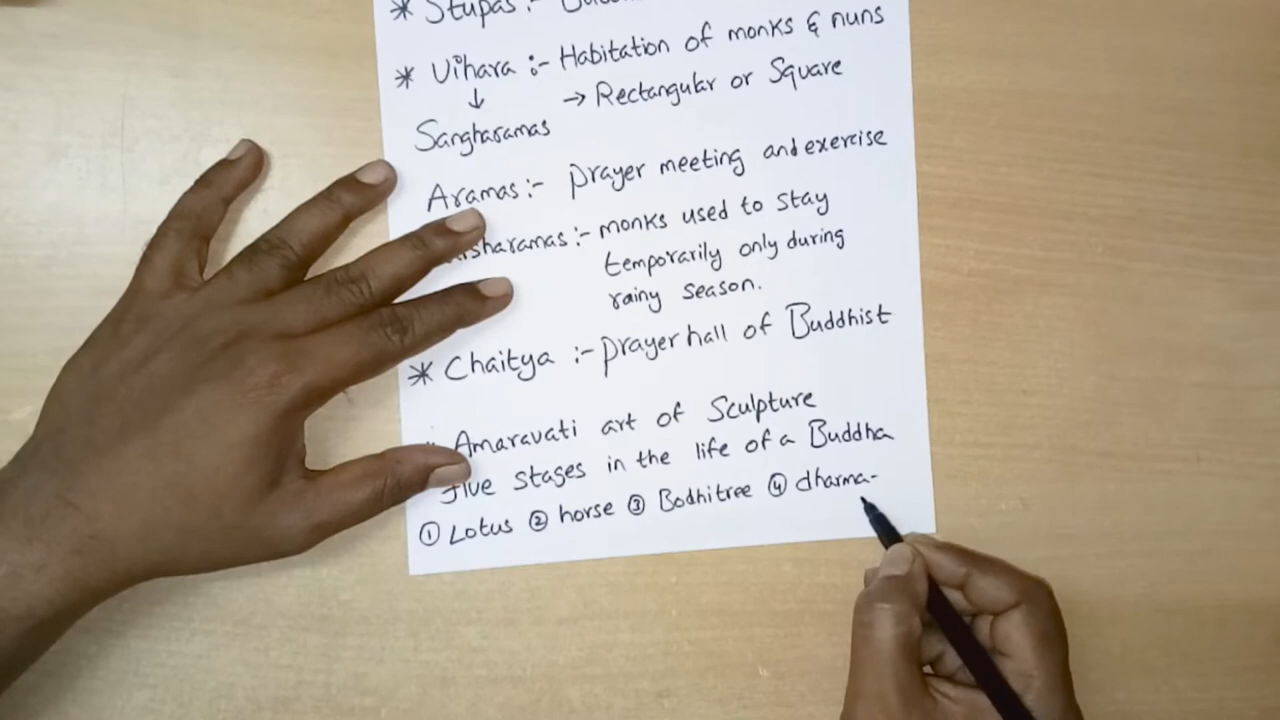 * Stupas :-
* Vihara :- Habitation of monks & nuns
↓ → Rectangular or Square
Sangharamas
Aramas :- prayer meeting and exercise
:- monks used to stay
temporarily only during
rainy season.
* Chaitya :- prayer hall of Buddhist
Amaravati art of Sculpture
five stages in the life of a Buddha
① Lotus ② horse ③ Bodhitree ④ dharma-